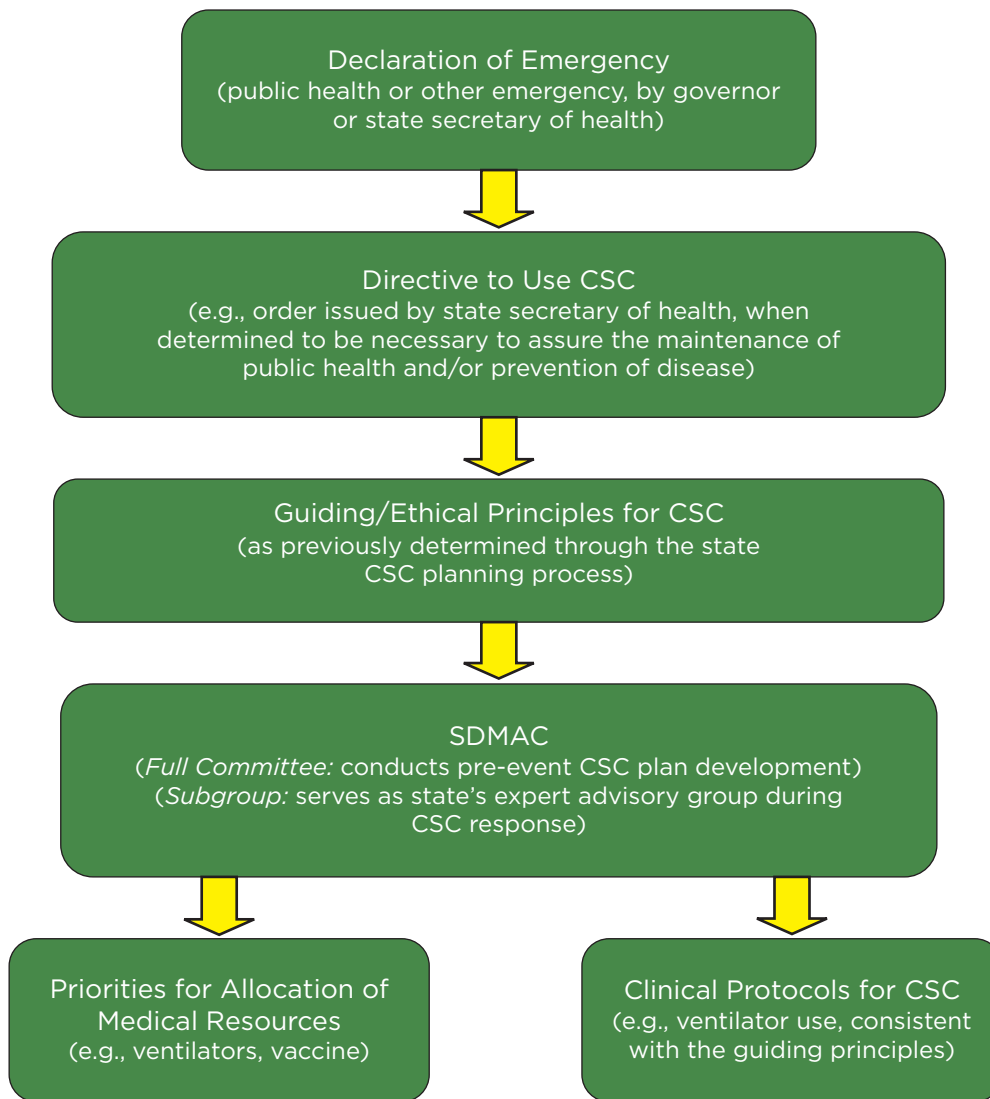 Declaration of Emergency
(public health or other emergency, by governor
or state secretary of health)
Directive to Use CSC
(e.g., order issued by state secretary of health, when
determined to be necessary to assure the maintenance of
public health and/or prevention of disease)
Guiding/Ethical Principles for CSC
(as previously determined through the state
CSC planning process)
SDMAC
(Full Committee: conducts pre-event CSC plan development)
(Subgroup: serves as state’s expert advisory group during
CSC response)
Priorities for Allocation of
Medical Resources
(e.g., ventilators, vaccine)
Clinical Protocols for CSC
(e.g., ventilator use, consistent
with the guiding principles)